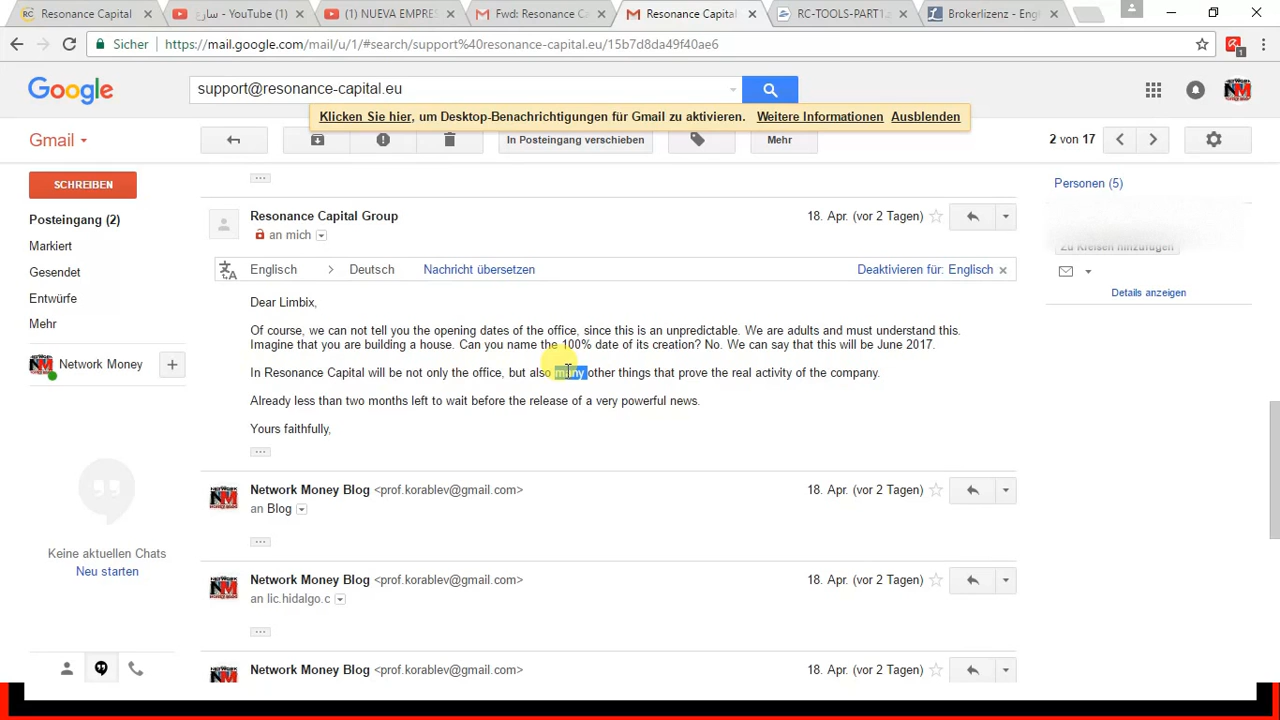 Resonance Capital
سارع - YouTube (1)
(1) NUEVA EMPRES
Fwd: Resonance C
Resonance Capital
RC-TOOLS-PART1.
Brokerlizenz - Engl
Sicher
https://mail.google.com/mail/u/1/#search/support%40resonance-capital.eu/15b7d8da49f40ae6
1
Google
support@resonance-capital.eu
Klicken Sie hier, um Desktop-Benachrichtigungen für Gmail zu aktivieren. Weitere Informationen Ausblenden
Gmail
In Posteingang verschieben
Mehr
2 von 17
SCHREIBEN
Posteingang (2)
Markiert
Gesendet
Entwürfe
Mehr
Network Money
Keine aktuellen Chats
Neu starten
Resonance Capital Group
18. Apr. (vor 2 Tagen)
an mich
Englisch > Deutsch Nachricht übersetzen
Deaktivieren für: Englisch
Dear Limbix,
Of course, we can not tell you the opening dates of the office, since this is an unpredictable. We are adults and must understand this.
Imagine that you are building a house. Can you name the 100% date of its creation? No. We can say that this will be June 2017.
In Resonance Capital will be not only the office, but also many other things that prove the real activity of the company.
Already less than two months left to wait before the release of a very powerful news.
Yours faithfully,
Network Money Blog <prof.korablev@gmail.com>
18. Apr. (vor 2 Tagen)
an Blog
Network Money Blog <prof.korablev@gmail.com>
18. Apr. (vor 2 Tagen)
an lic.hidalgo.c
Network Money Blog <prof.korablev@gmail.com>
18. Apr. (vor 2 Tagen)
Personen (5)
Zu Kreisen hinzufügen
Details anzeigen